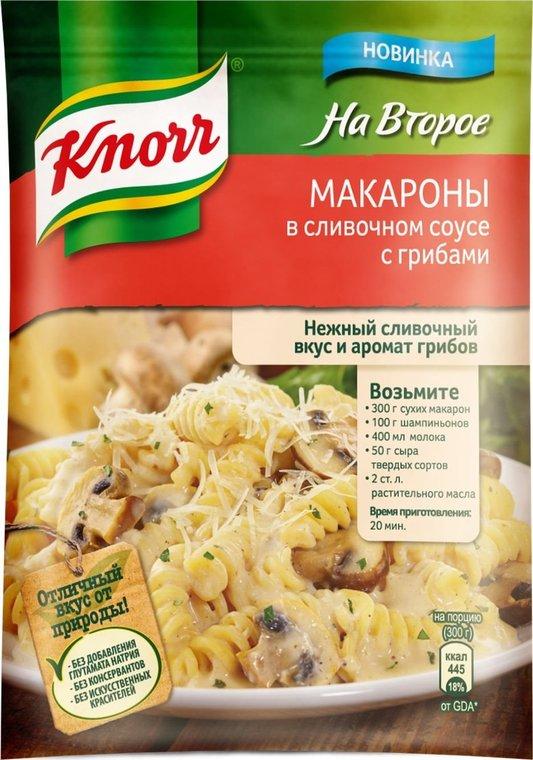 НОВИНКА
Knorr®
На Второе
МАКАРОНЫ
в сливочном соусе
с грибами
Нежный сливочный
вкус и аромат грибов
Возьмите
• 300 г сухих макарон
• 100 г шампиньонов
• 400 мл молока
• 50 г сыра
твердых сортов
• 2 ст. л.
растительного масла
Время приготовления:
20 мин.
Отличный
вкус от
природы!
- БЕЗ ДОБАВЛЕНИЯ
ГЛУТАМАТА НАТРИЯ
- БЕЗ КОНСЕРВАНТОВ
- БЕЗ ИСКУССТВЕННЫХ
КРАСИТЕЛЕЙ
на порцию
(300 г)
ккал
445
18%
от GDA*